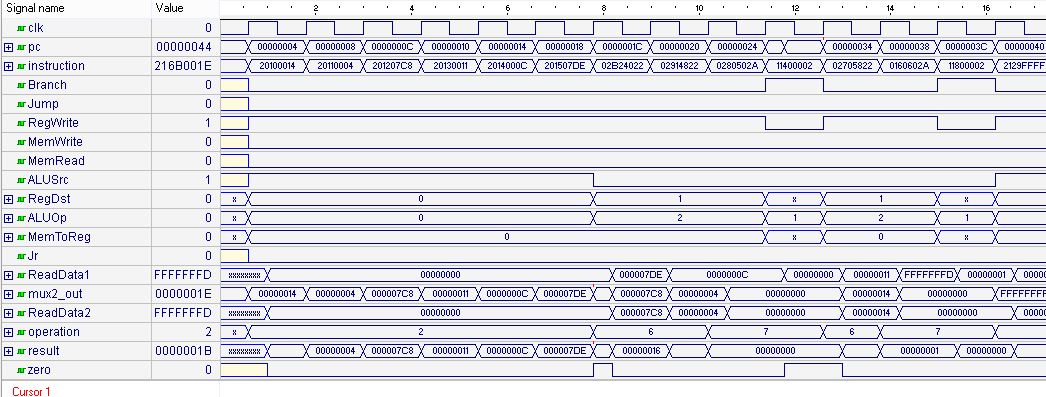 Signal name Value 2 4 6 8 10 12 14 16
clk 0
pc 00000044 00000004 00000008 0000000C 00000010 00000014 00000018 0000001C 00000020 00000024 00000034 00000038 0000003C 00000040
instruction 216B001E 20100014 20110004 201207C8 20130011 2014000C 201507DE 02B24022 02914822 0280502A 11400002 02705822 0160602A 11800002 2129FFFF
Branch 0
Jump 0
RegWrite 1
MemWrite 0
MemRead 0
ALUSrc 1
RegDst 0 x 0 1 x 1 x
ALUOp 0 x 0 2 1 2 1
MemToReg 0 x 0 x 0 x
Jr 0
ReadData1 FFFFFFFD xxxxxxxx 00000000 000007DE 0000000C 00000000 00000011 FFFFFFFD 00000001 0000
mux2_out 0000001E 00000014 00000004 000007C8 00000011 0000000C 000007DE 000007C8 00000004 00000000 00000014 00000000 FFFFFFFF
ReadData2 FFFFFFFD xxxxxxxx 00000000 000007C8 00000004 00000000 00000014 00000000 0000
operation 2 x 2 6 7 6 7
result 0000001B xxxxxxxx 00000004 000007C8 00000011 0000000C 000007DE 00000016 00000000 00000001 00000000
zero 0
Cursor 1